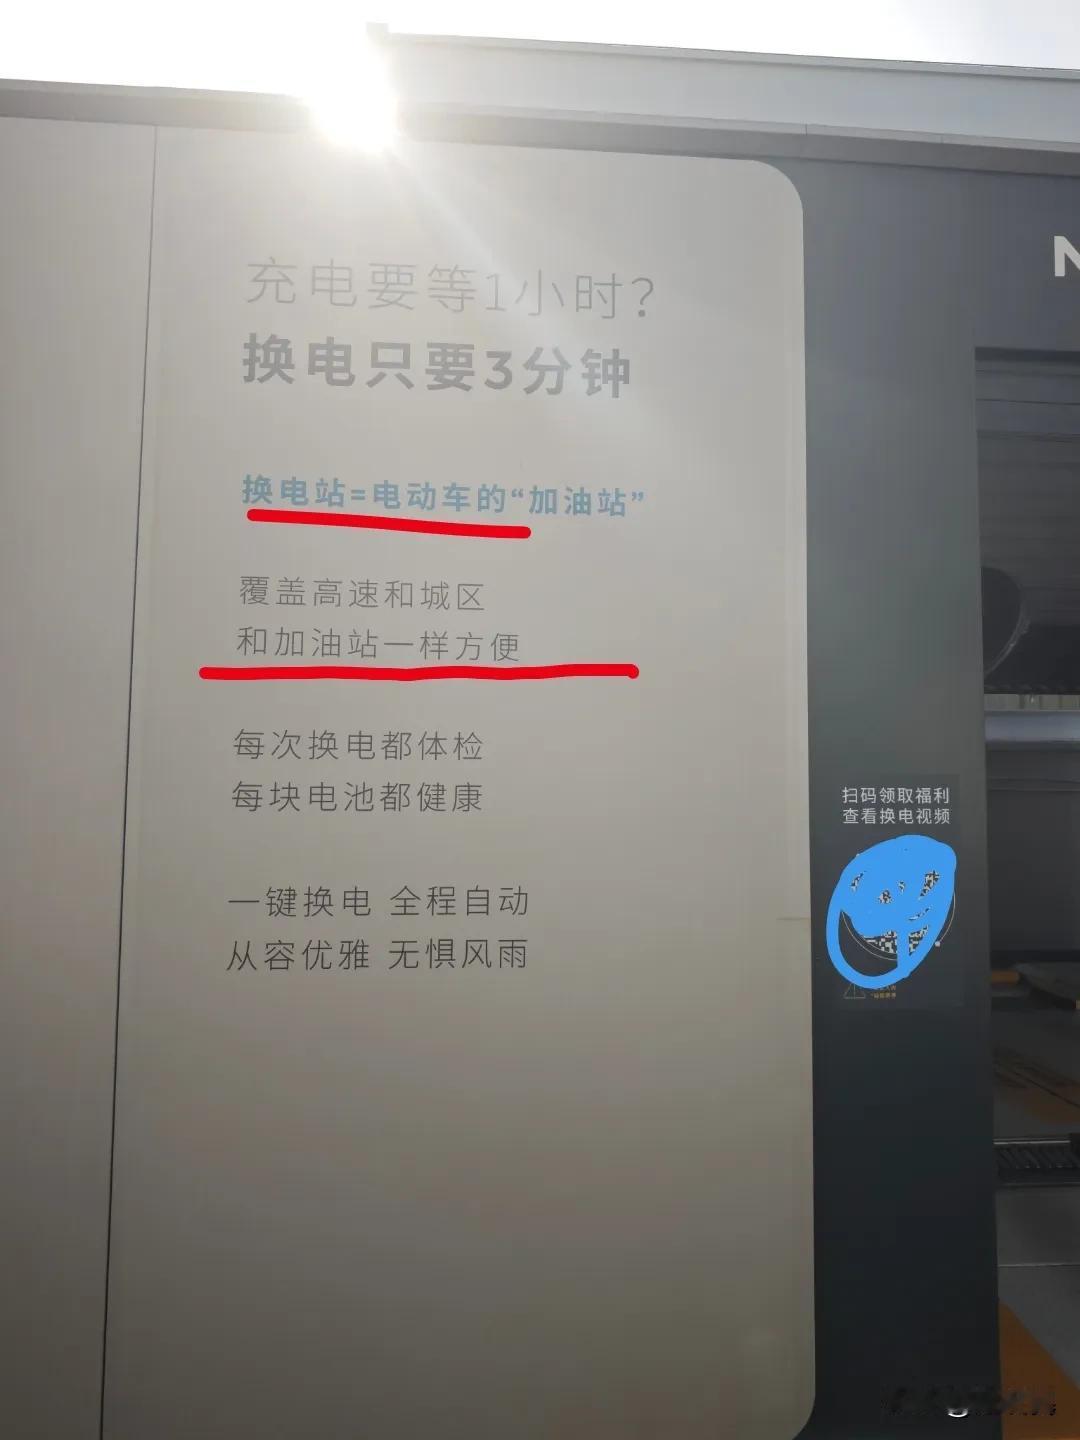 充电要等1小时?
换电只要3分钟
换电站=电动车的“加油站”
覆盖高速和城区
和加油站一样方便
每次换电都体检
每块电池都健康
一键换电 全程自动
从容优雅 无惧风雨
N
扫码领取福利
查看换电视频